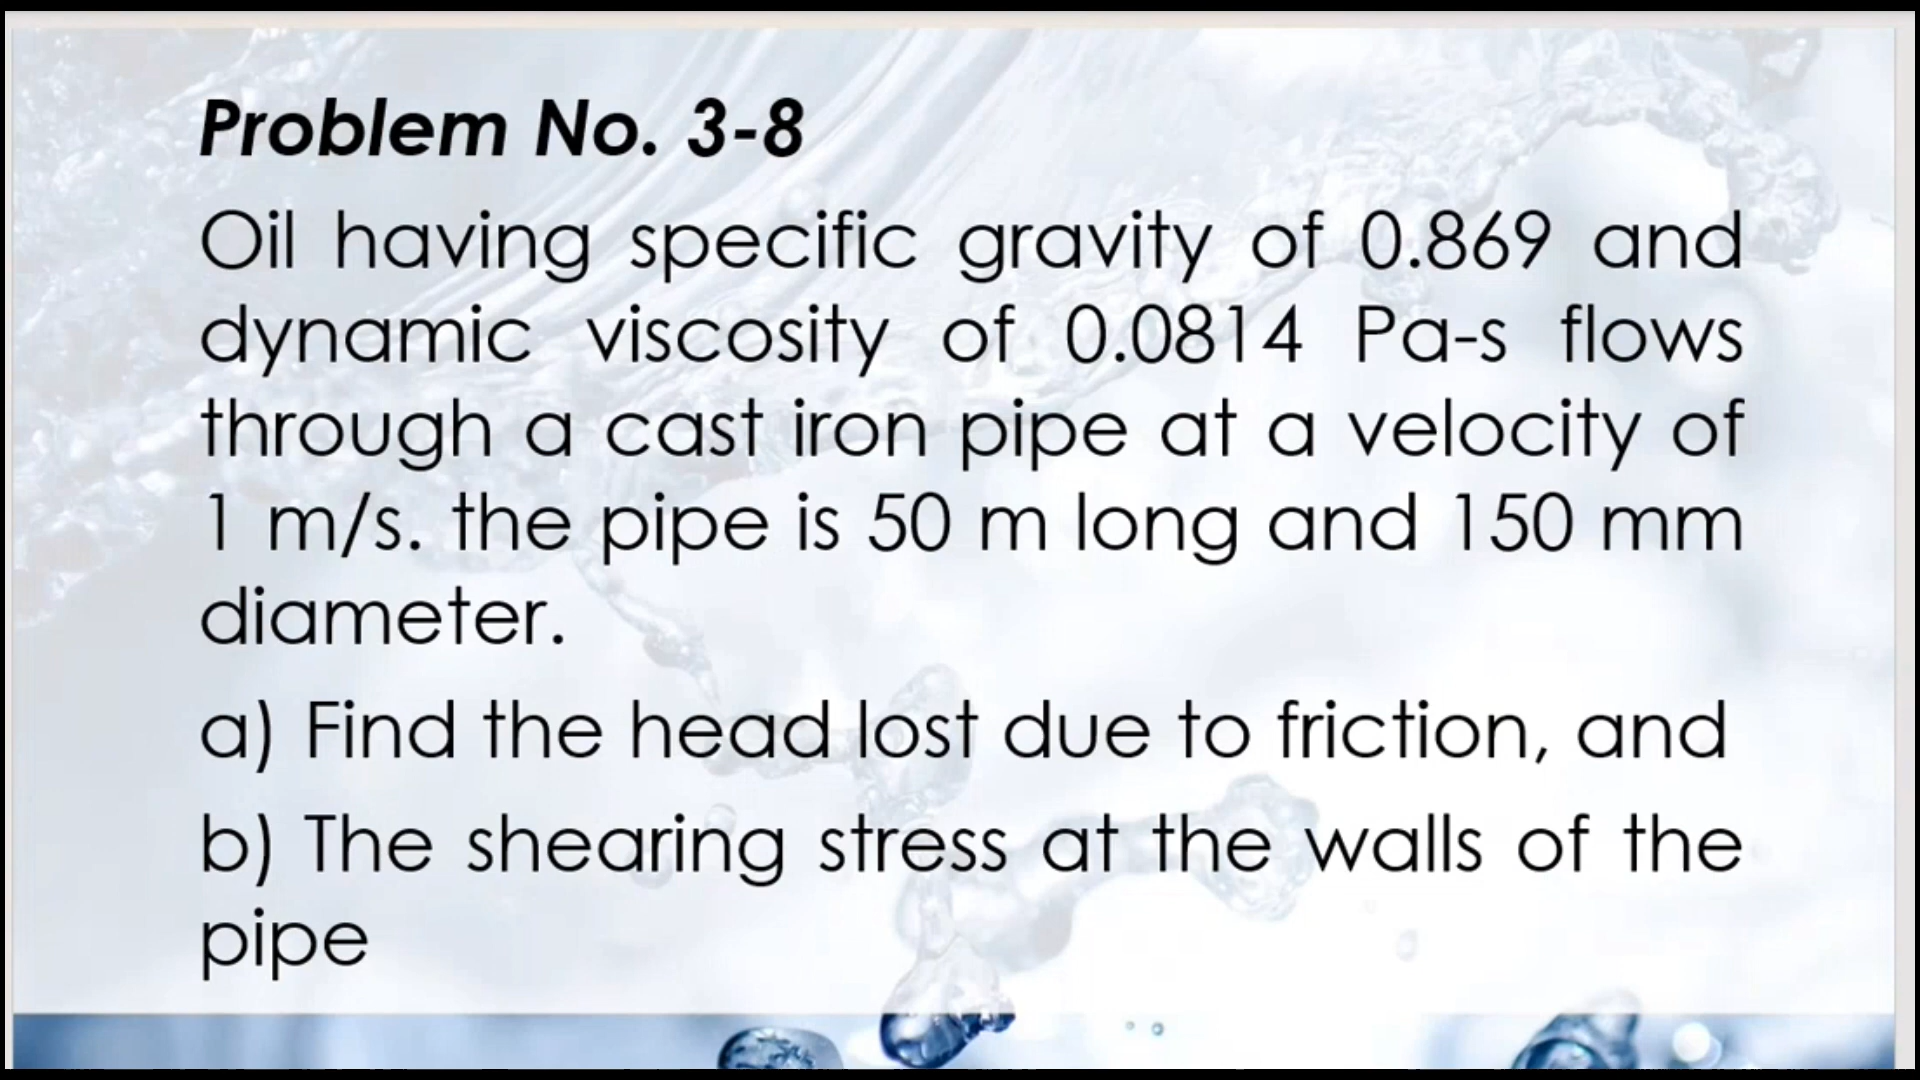 Problem No. 3-8
Oil having specific gravity of 0.869 and
dynamic viscosity of 0.0814 Pa-s flows
through a cast iron pipe at a velocity of
1 m/s. the pipe is 50 m long and 150 mm
diameter.
a) Find the head lost due to friction, and
b) The shearing stress at the walls of the
pipe